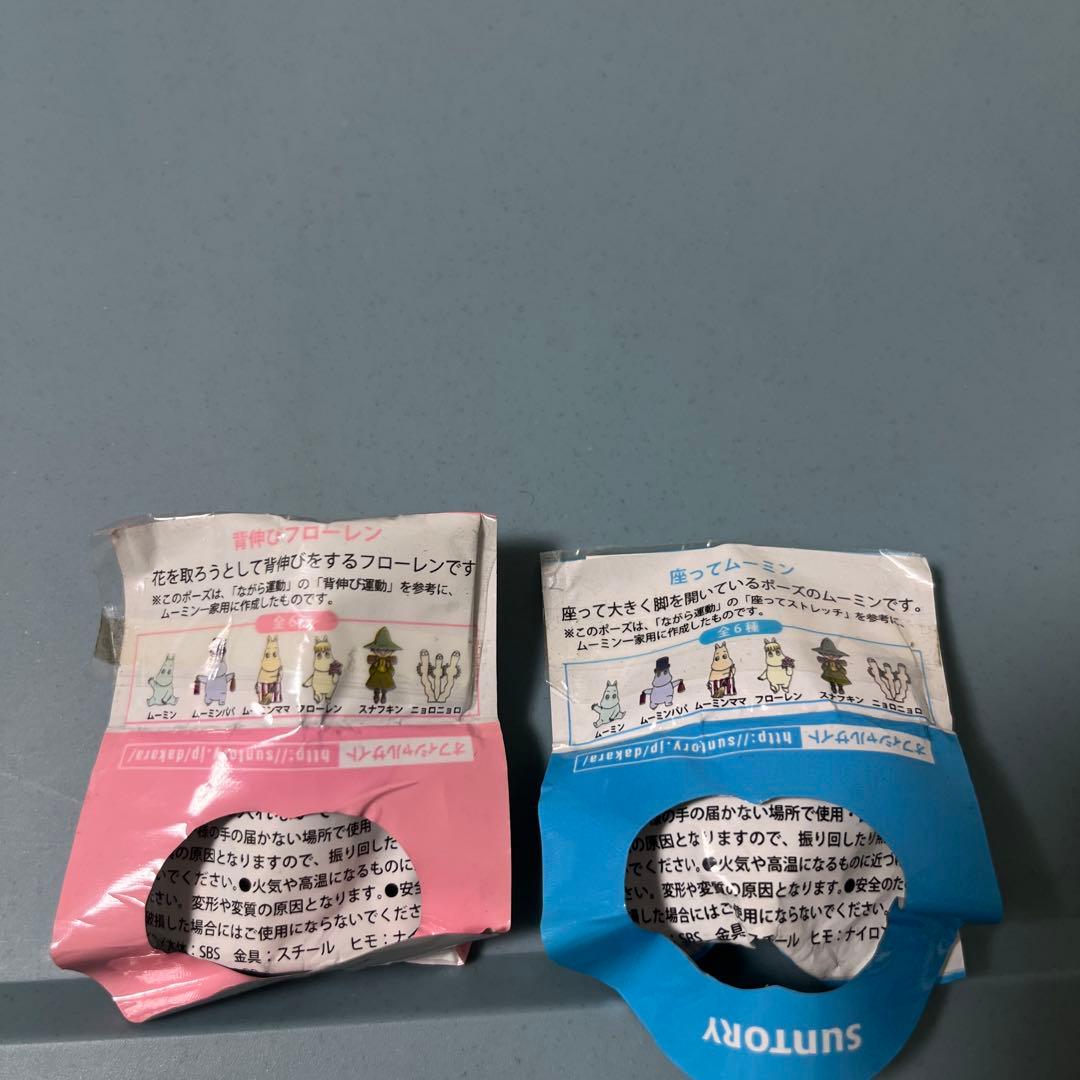 背伸びフローレン
花を取ろうとして背伸びをするフローレンです
※このポーズは、「ながら運動」の「背伸び運動」を参考に、
ムーミン一家用に作成したものです。
全6種
ムーミン ムーミンパパ ムーミンママ フローレン スナフキン ニョロニョロ
オフィシャルサイト http://suntory.jp/dakara/
様の手の届かない場所で使用・
の原因となりますので、振り回した
でください。●火気や高温になるものに
変形や変質の原因となります。●安全
破損した場合にはご使用にならないでくださ
本体:SBS 金具:スチール ヒモ:ナイ
座ってムーミン
座って大きく脚を開いているポーズのムーミンです。
※このポーズは、「ながら運動」の「座ってストレッチ」を参考に、
ムーミン一家用に作成したものです。
全6種
ムーミン ムーミンパパ ムーミンママ フローレン スナフキン ニョロニョロ
オフィシャルサイト http://suntory.jp/dakara/
の手の届かない場所で使用・
の原因となりますので、振り回したり
でください。●火気や高温になるものに近づ
変形や変質の原因となります。●安全のた
損した場合にはご使用にならないでくださ
SBS 金具:スチール ヒモ:ナイロン
SUNTORY